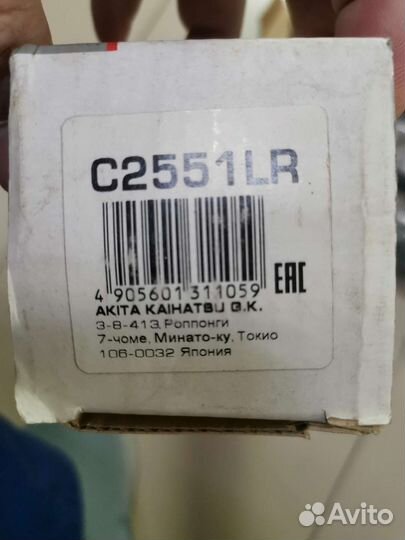 C2551LR
4 905601 311059
EAC
AKITA KAIHATSU G.K.
3-8-413, Роппонги
7-чоме, Минато-ку, Токио
106-0032 Япония
Avito